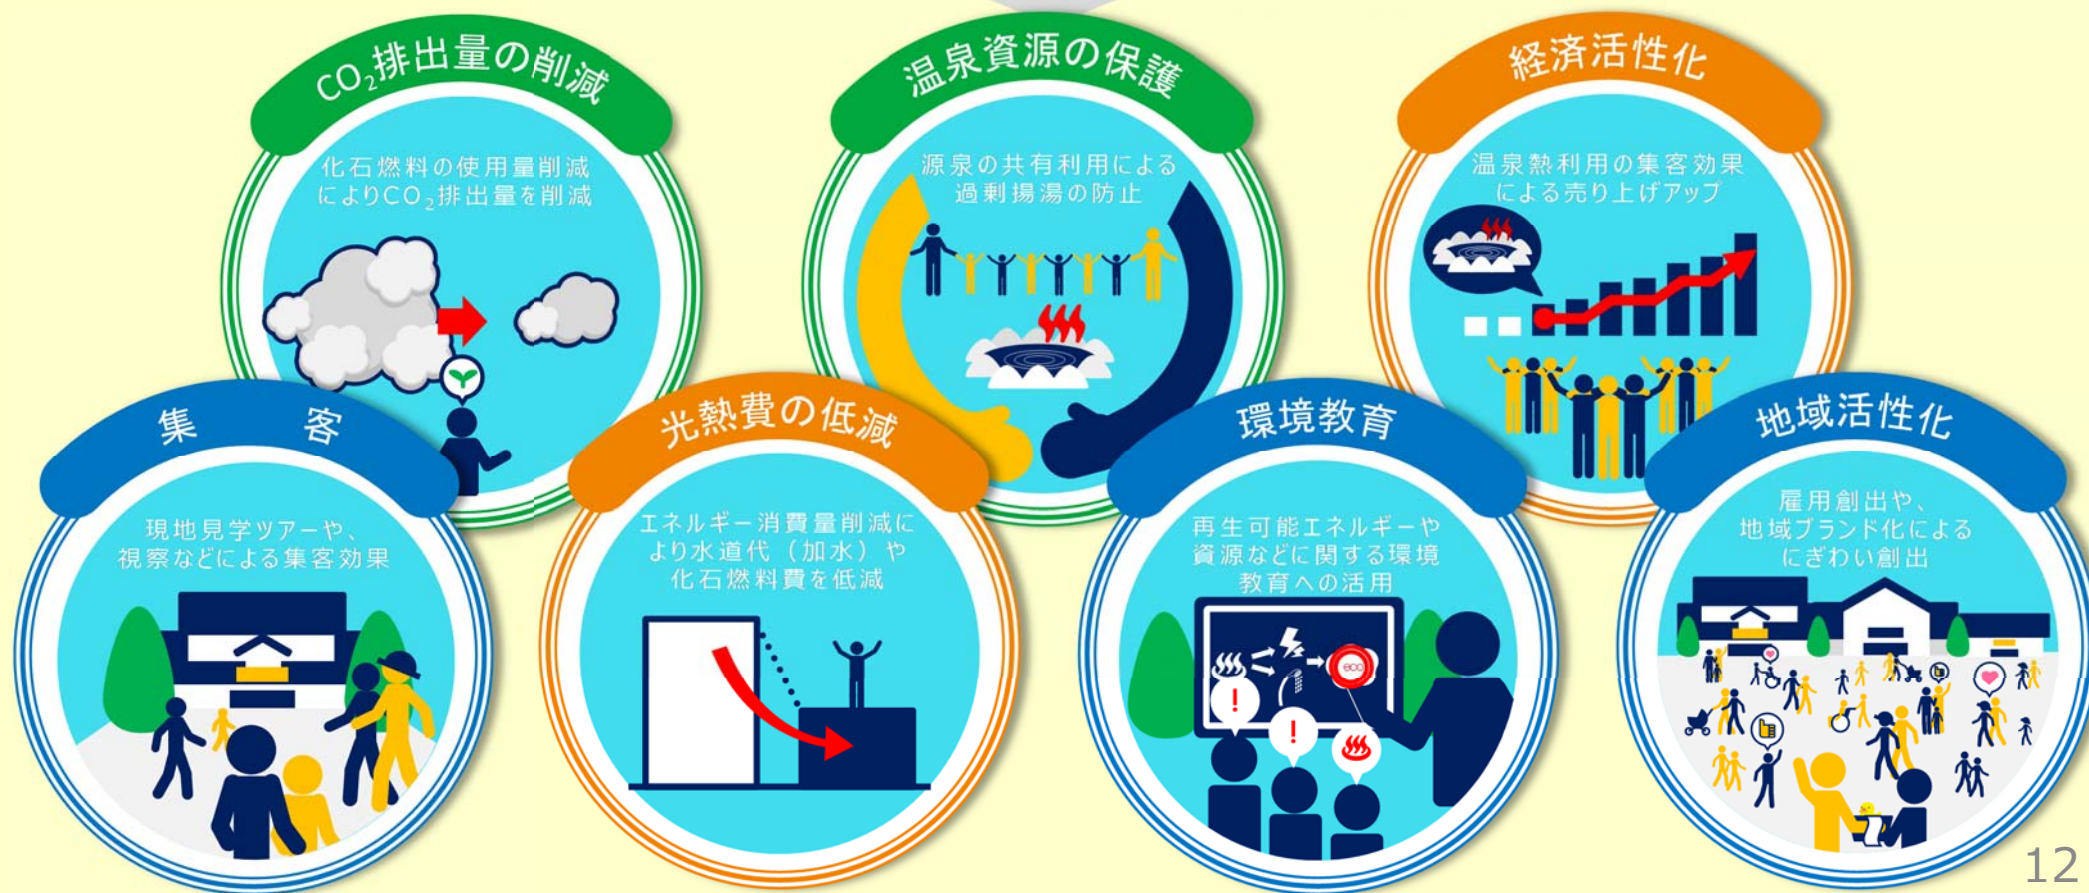 CO₂排出量の削減
化石燃料の使用量削減
によりCO₂排出量を削減
温泉資源の保護
源泉の共有利用による
過剰揚湯の防止
経済活性化
温泉熱利用の集客効果
による売り上げアップ
集客
現地見学ツアーや、
視察などによる集客効果
光熱費の低減
エネルギー消費量削減に
より水道代（加水）や
化石燃料費を低減
環境教育
再生可能エネルギーや
資源などに関する環境
教育への活用
eco
!
!
地域活性化
雇用創出や、
地域ブランド化による
にぎわい創出
12